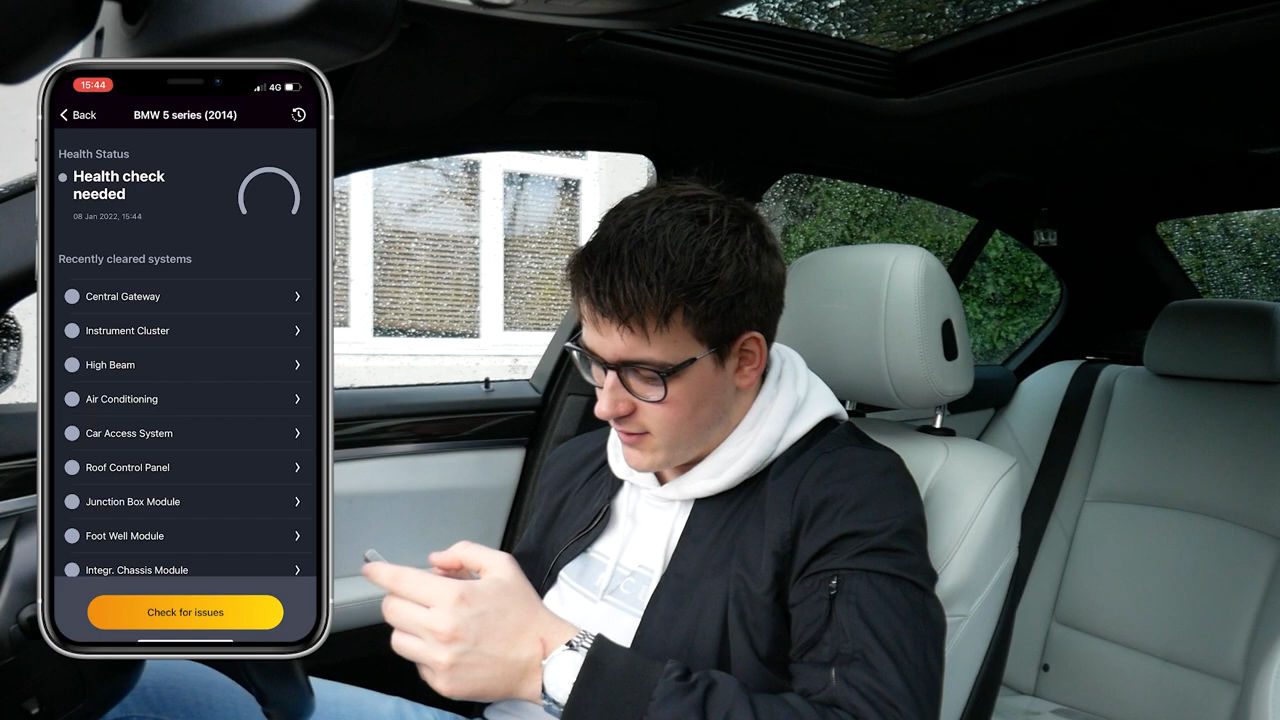 15:44
4G
Back
BMW 5 series (2014)
Health Status
Health check
needed
08 Jan 2022, 15:44
Recently cleared systems
Central Gateway
Instrument Cluster
High Beam
Air Conditioning
Car Access System
Roof Control Panel
Junction Box Module
Foot Well Module
Integr. Chassis Module
Check for issues